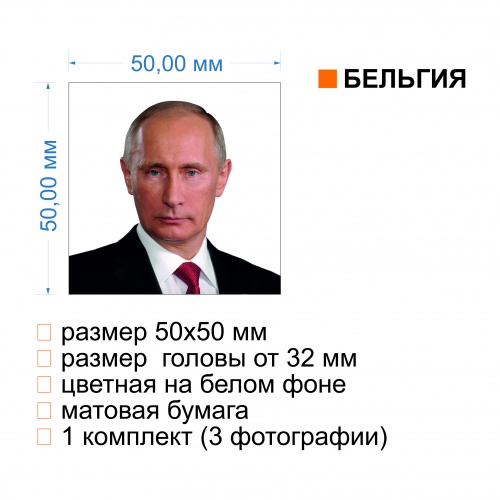 50,00 мм
БЕЛЬГИЯ
50,00 мм
размер 50х50 мм
размер головы от 32 мм
цветная на белом фоне
матовая бумага
1 комплект (3 фотографии)